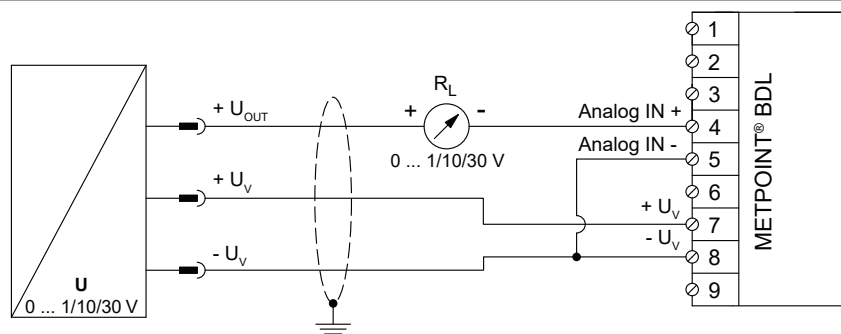 + U_OUT
+ U_V
- U_V
U
0 ... 1/10/30 V
R_L
+ -
0 ... 1/10/30 V
Analog IN +
Analog IN -
+ U_V
- U_V
1
2
3
4
5
6
7
8
9
METPOINT® BDL